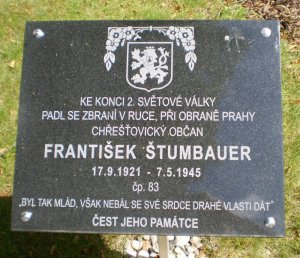 KE KONCI 2. SVĚTOVÉ VÁLKY
PADL SE ZBRANÍ V RUCE, PŘI OBRANĚ PRAHY
CHŘEŠŤOVICKÝ OBČAN
FRANTIŠEK ŠTUMBAUER
17.9.1921 - 7.5.1945
čp. 83
„BYL TAK MLÁD, VŠAK NEBÁL SE SVÉ SRDCE DRAHÉ VLASTI DÁT"
ČEST JEHO PAMÁTCE